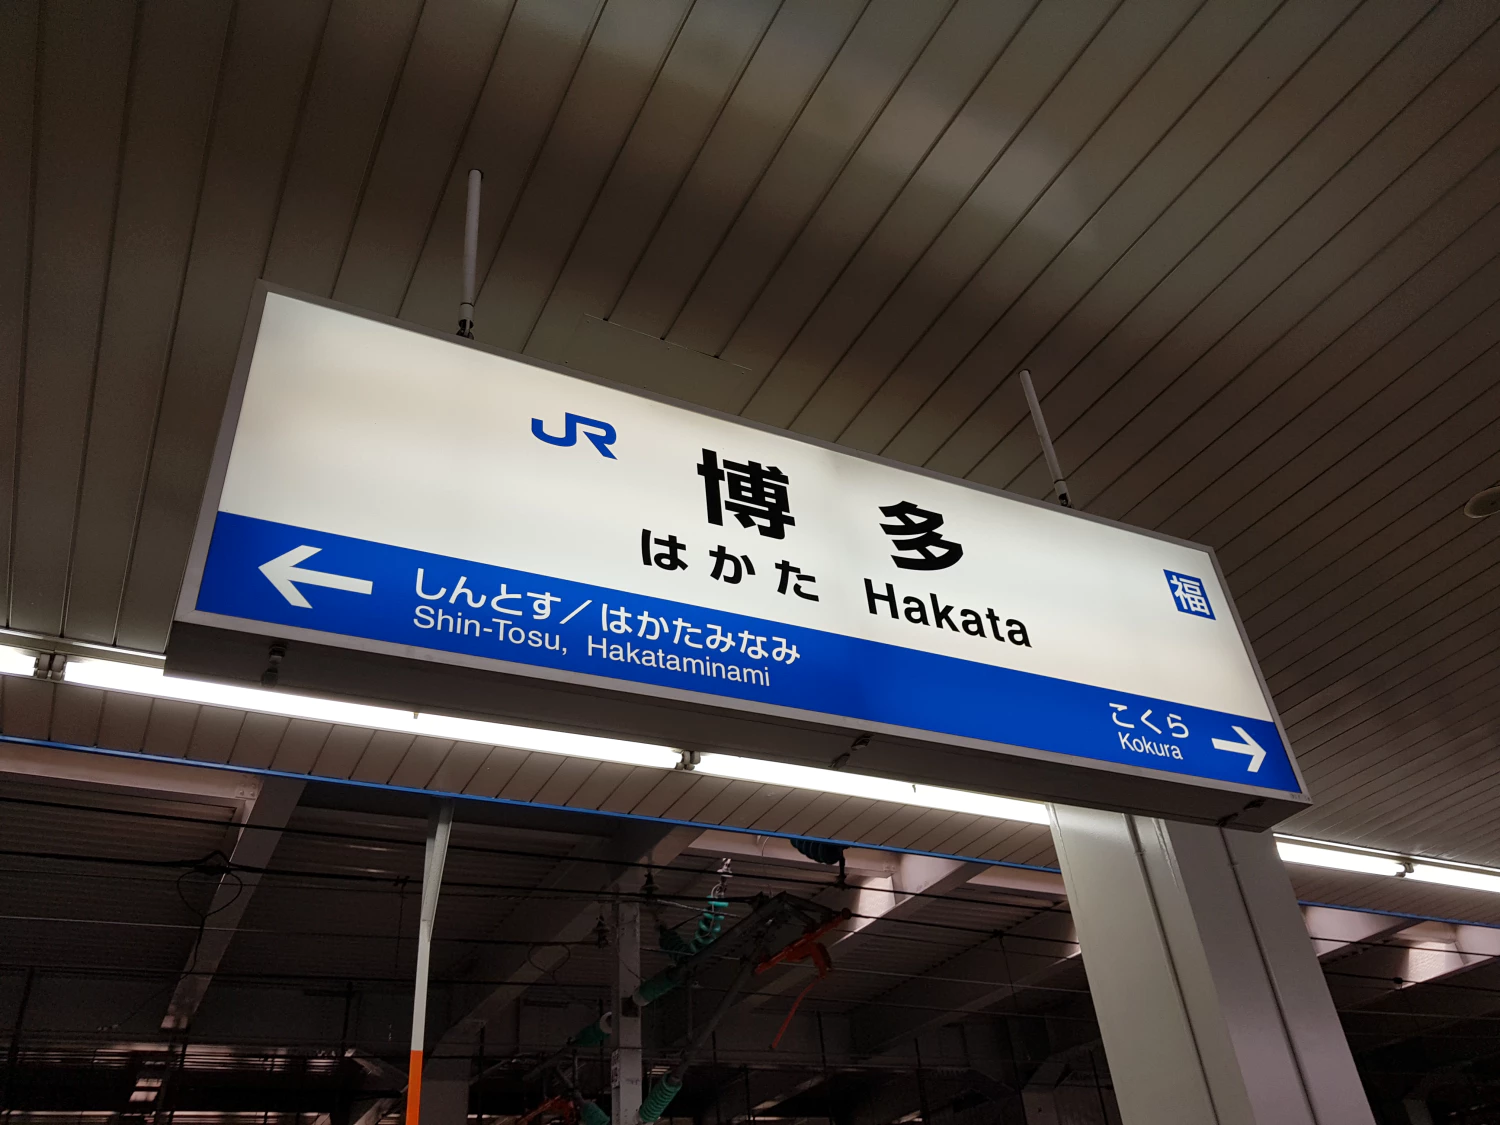 JR
博多
はかた Hakata
福
しんとす／はかたみなみ
Shin-Tosu, Hakataminami
こくら
Kokura